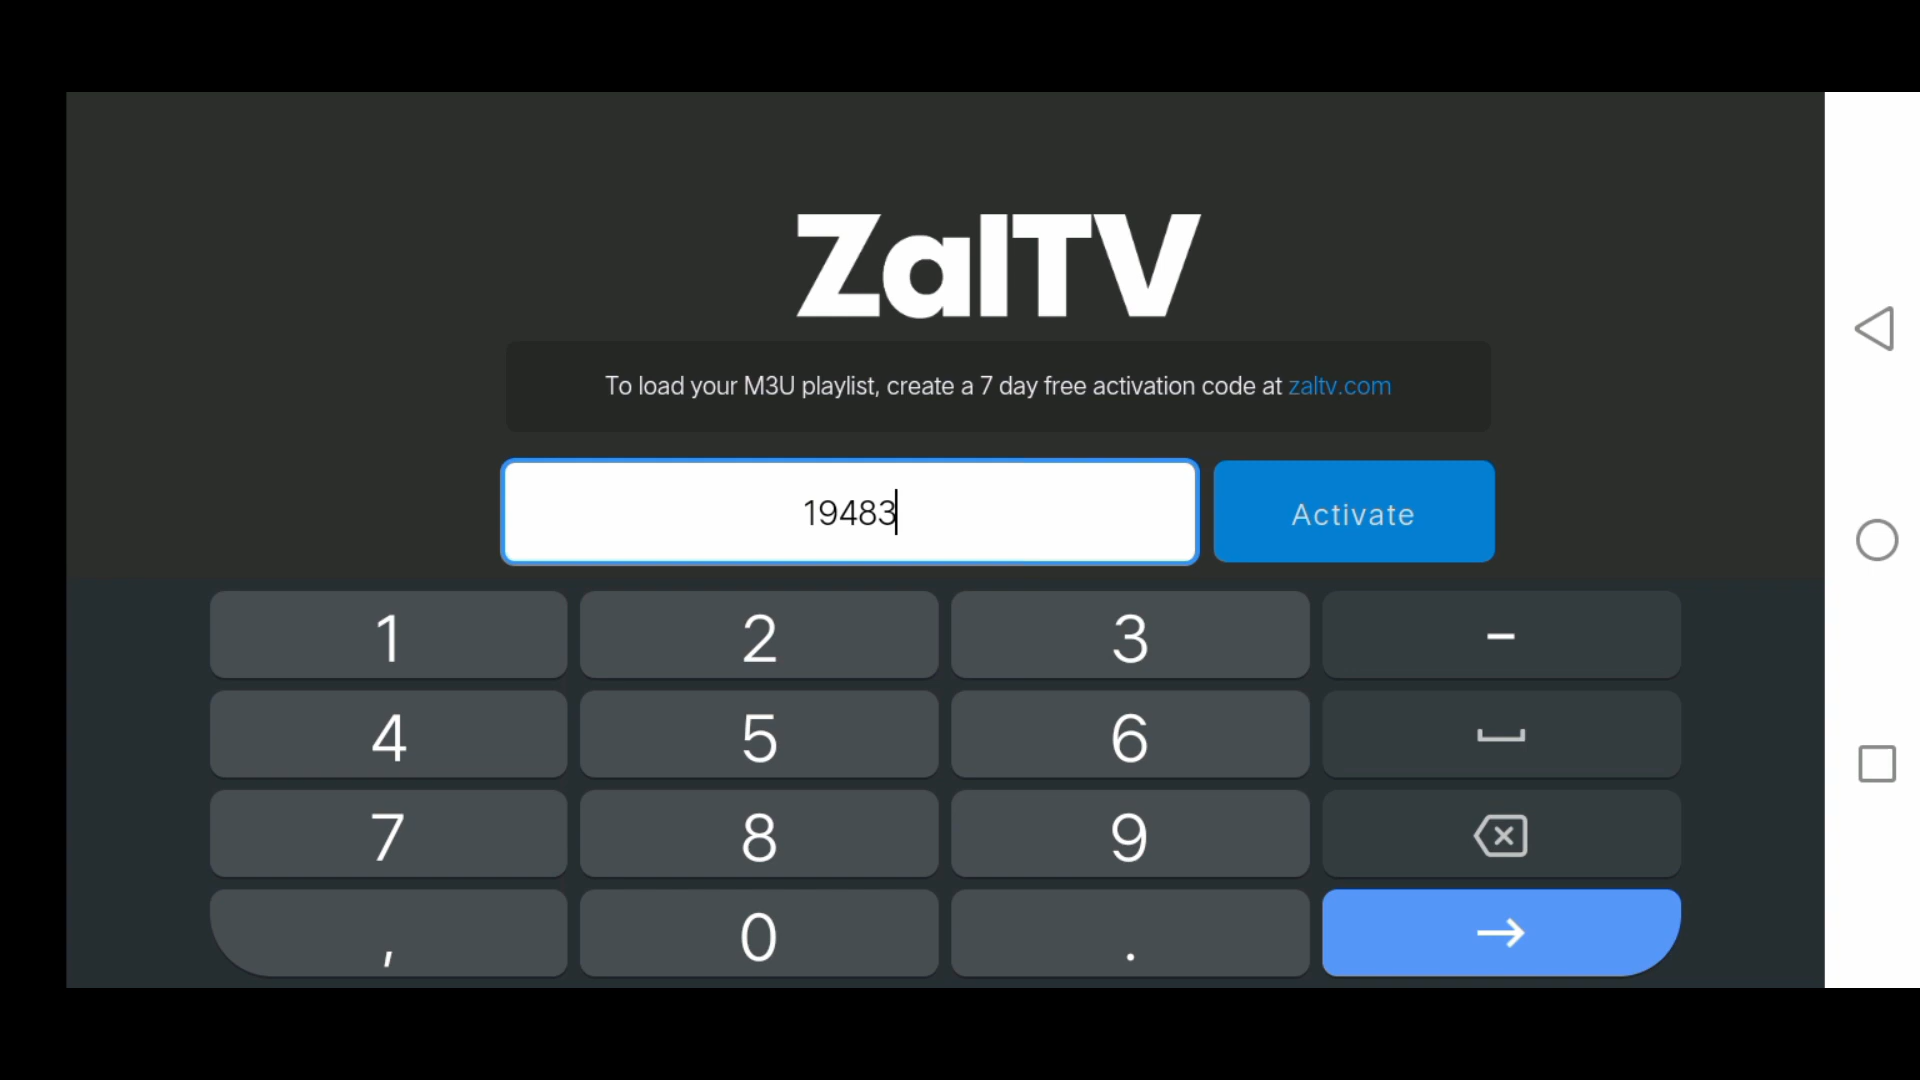 ZalTV
To load your M3U playlist, create a 7 day free activation code at zaltv.com
19483
Activate
1 2 3 -
4 5 6
7 8 9
, 0 .